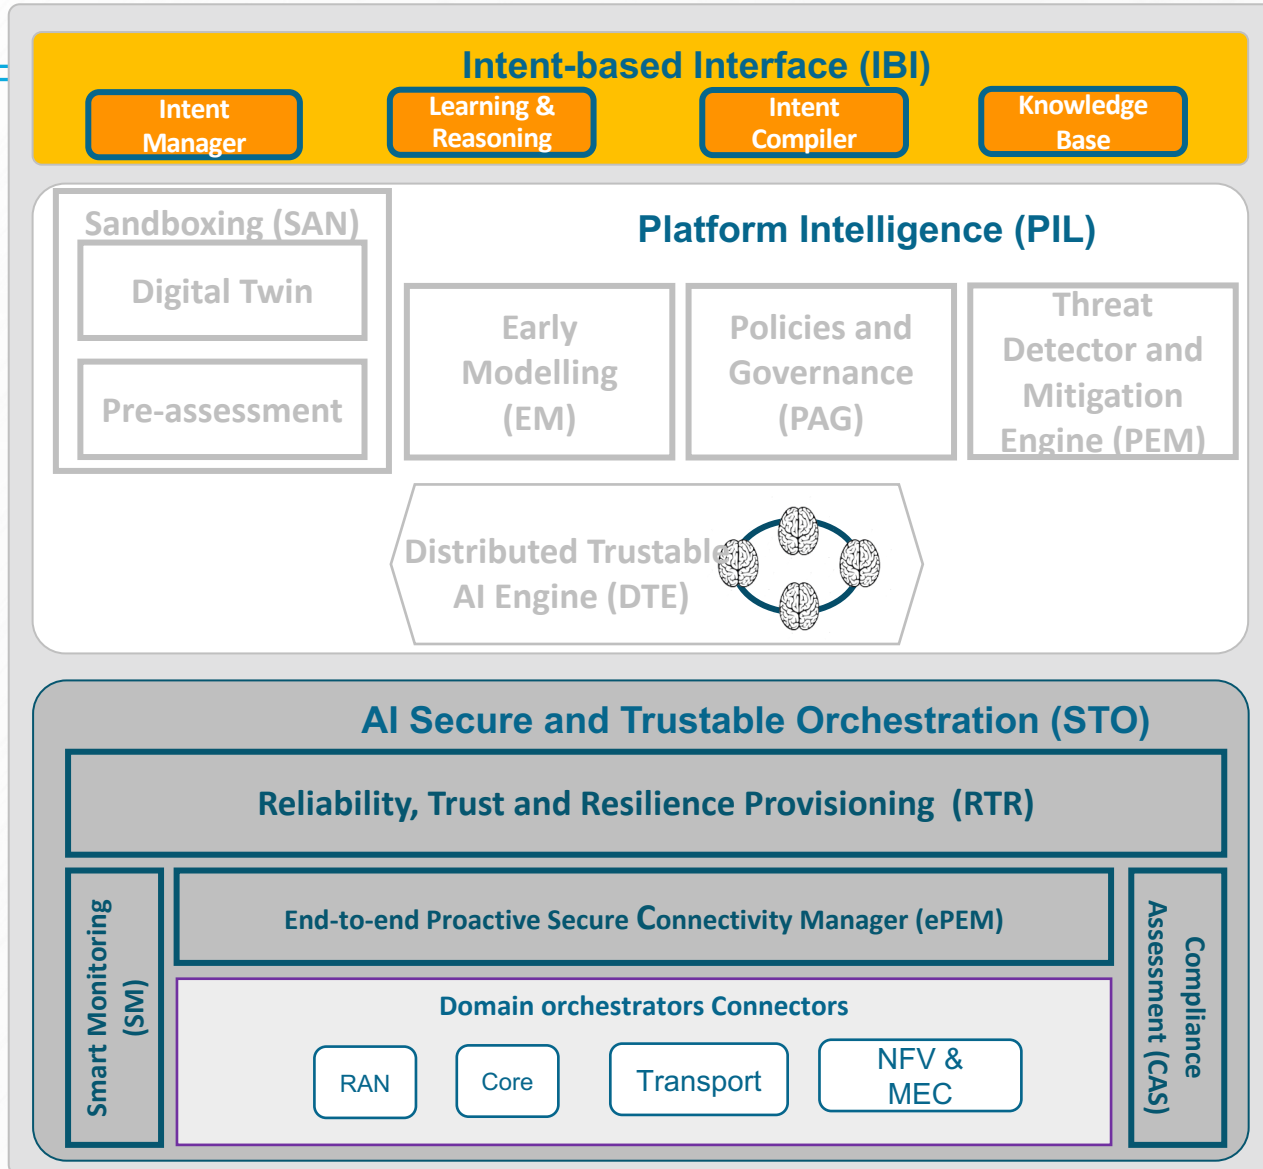 Intent-based Interface (IBI)
Intent
Manager
Learning &
Reasoning
Intent
Compiler
Knowledge
Base
Sandboxing (SAN)
Digital Twin
Pre-assessment
Platform Intelligence (PIL)
Early
Modelling
(EM)
Policies and
Governance
(PAG)
Threat
Detector and
Mitigation
Engine (PEM)
Distributed Trustable
AI Engine (DTE)
AI Secure and Trustable Orchestration (STO)
Reliability, Trust and Resilience Provisioning (RTR)
Smart Monitoring
(SM)
End-to-end Proactive Secure Connectivity Manager (ePEM)
Domain orchestrators Connectors
RAN
Core
Transport
NFV &
MEC
Compliance
Assessment (CAS)